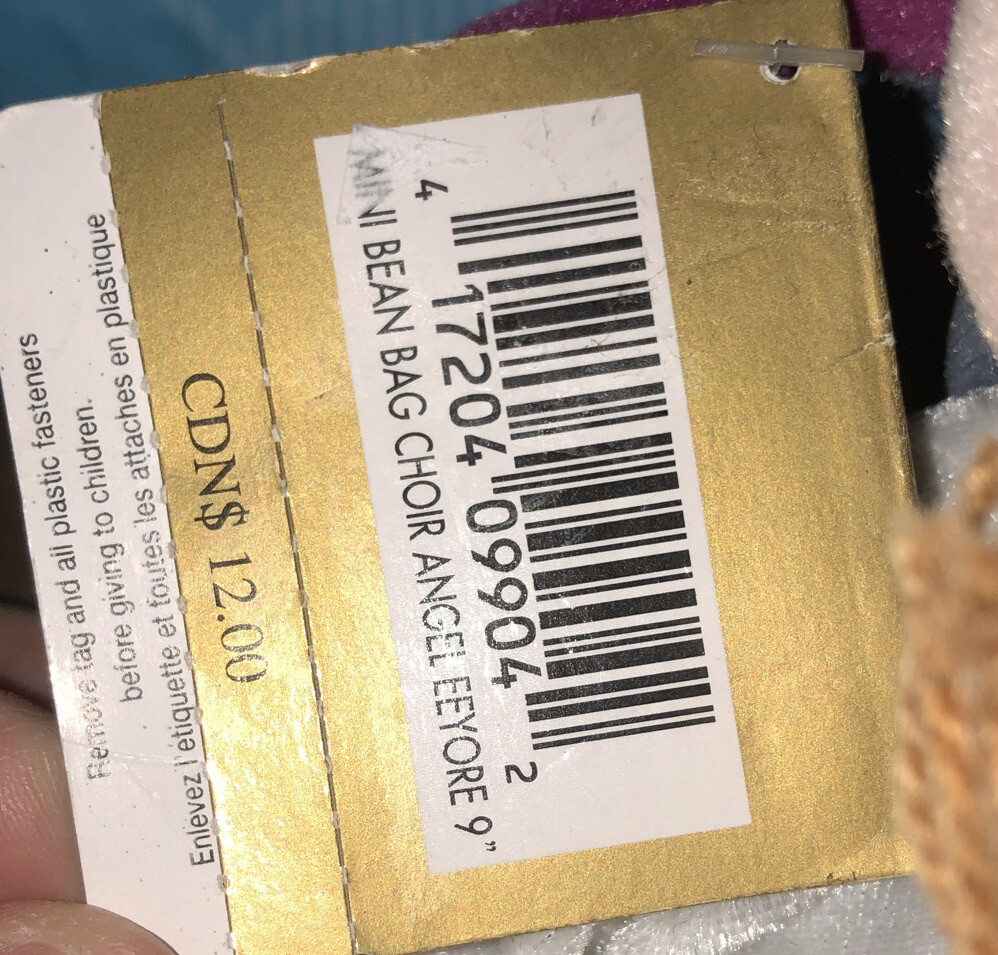 Remove tag and all plastic fasteners
before giving to children.
Enlevez l'étiquette et toutes les attaches en plastique
CDN$ 12.00
MINI BEAN BAG CHOIR ANGEL EEYORE 9”
4 17204 09904 2